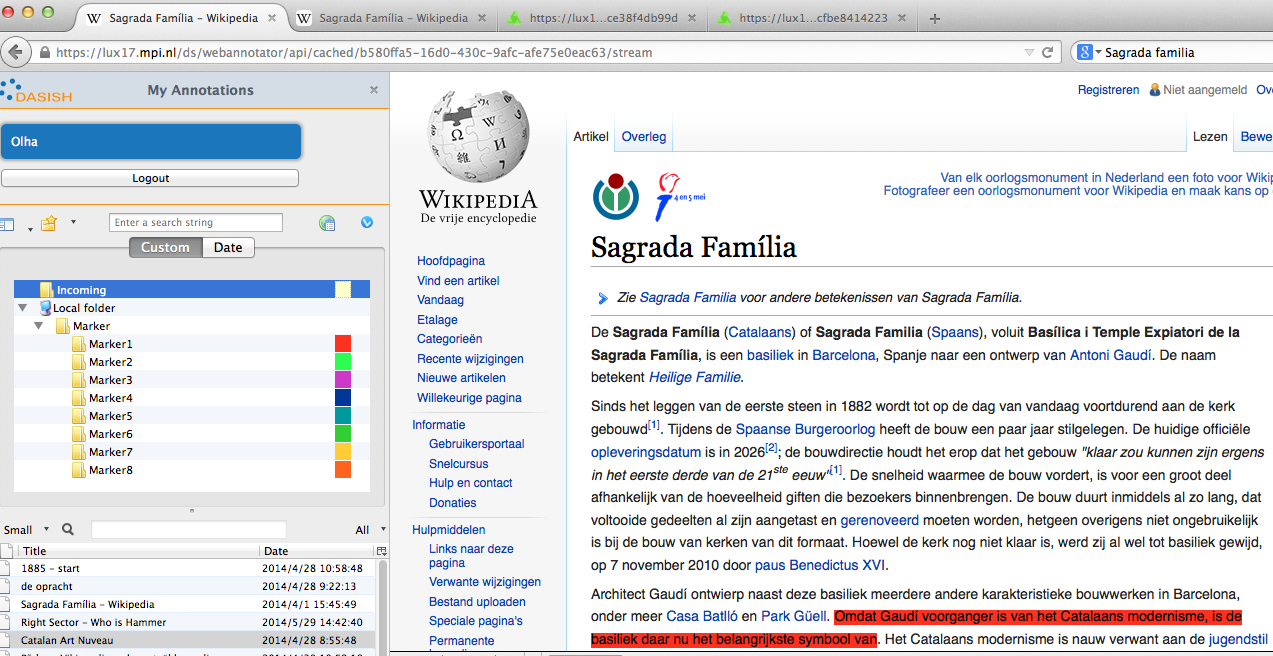 Sagrada Família – Wikipedia
Sagrada Família – Wikipedia
https://lux1...ce38f4db99d
https://lux1...cfbe8414223
https://lux17.mpi.nl/ds/webannotator/api/cached/b580ffa5-16d0-430c-9afc-afe75e0eac63/stream
Sagrada familia
DASISH
My Annotations
Olha
Logout
Enter a search string
Custom
Date
Incoming
Local folder
Marker
Marker1
Marker2
Marker3
Marker4
Marker5
Marker6
Marker7
Marker8
Small
All
Title
Date
1885 – start 2014/4/28 10:58:48
de opracht 2014/4/28 9:22:13
Sagrada Família – Wikipedia 2014/4/1 15:45:49
Right Sector – Who is Hammer 2014/5/29 14:42:40
Catalan Art Nuveau 2014/4/28 8:55:48
WIKIPEDIA
De vrije encyclopedie
Hoofdpagina
Vind een artikel
Vandaag
Etalage
Categorieën
Recente wijzigingen
Nieuwe artikelen
Willekeurige pagina
Informatie
Gebruikersportaal
Snelcursus
Hulp en contact
Donaties
Hulpmiddelen
Links naar deze
pagina
Verwante wijzigingen
Bestand uploaden
Speciale pagina's
Permanente
Registreren
Niet aangemeld
Artikel
Overleg
Lezen
4 en 5 mei
Van elk oorlogsmonument in Nederland een foto voor
Fotografeer een oorlogsmonument voor Wikipedia en maak kans op
Sagrada Família
Zie Sagrada Familia voor andere betekenissen van Sagrada Família.
De Sagrada Família (Catalaans) of Sagrada Familia (Spaans), voluit Basílica i Temple Expiatori de la
Sagrada Família, is een basiliek in Barcelona, Spanje naar een ontwerp van Antoni Gaudí. De naam
betekent Heilige Familie.
Sinds het leggen van de eerste steen in 1882 wordt tot op de dag van vandaag voortdurend aan de kerk
gebouwd[1]. Tijdens de Spaanse Burgeroorlog heeft de bouw een paar jaar stilgelegen. De huidige officiële
opleveringsdatum is in 2026[2]; de bouwdirectie houdt het erop dat het gebouw "klaar zou kunnen zijn ergens
in het eerste derde van de 21ste eeuw"[1]. De snelheid waarmee de bouw vordert, is voor een groot deel
afhankelijk van de hoeveelheid giften die bezoekers binnenbrengen. De bouw duurt inmiddels al zo lang, dat
voltooide gedeelten al zijn aangetast en gerenoveerd moeten worden, hetgeen overigens niet ongebruikelijk
is bij de bouw van kerken van dit formaat. Hoewel de kerk nog niet klaar is, werd zij al wel tot basiliek gewijd,
op 7 november 2010 door paus Benedictus XVI.
Architect Gaudí ontwierp naast deze basiliek meerdere andere karakteristieke bouwwerken in Barcelona,
onder meer Casa Batlló en Park Güell. Omdat Gaudí voorganger is van het Catalaans modernisme, is de
basiliek daar nu het belangrijkste symbool van. Het Catalaans modernisme is nauw verwant aan de jugendstil